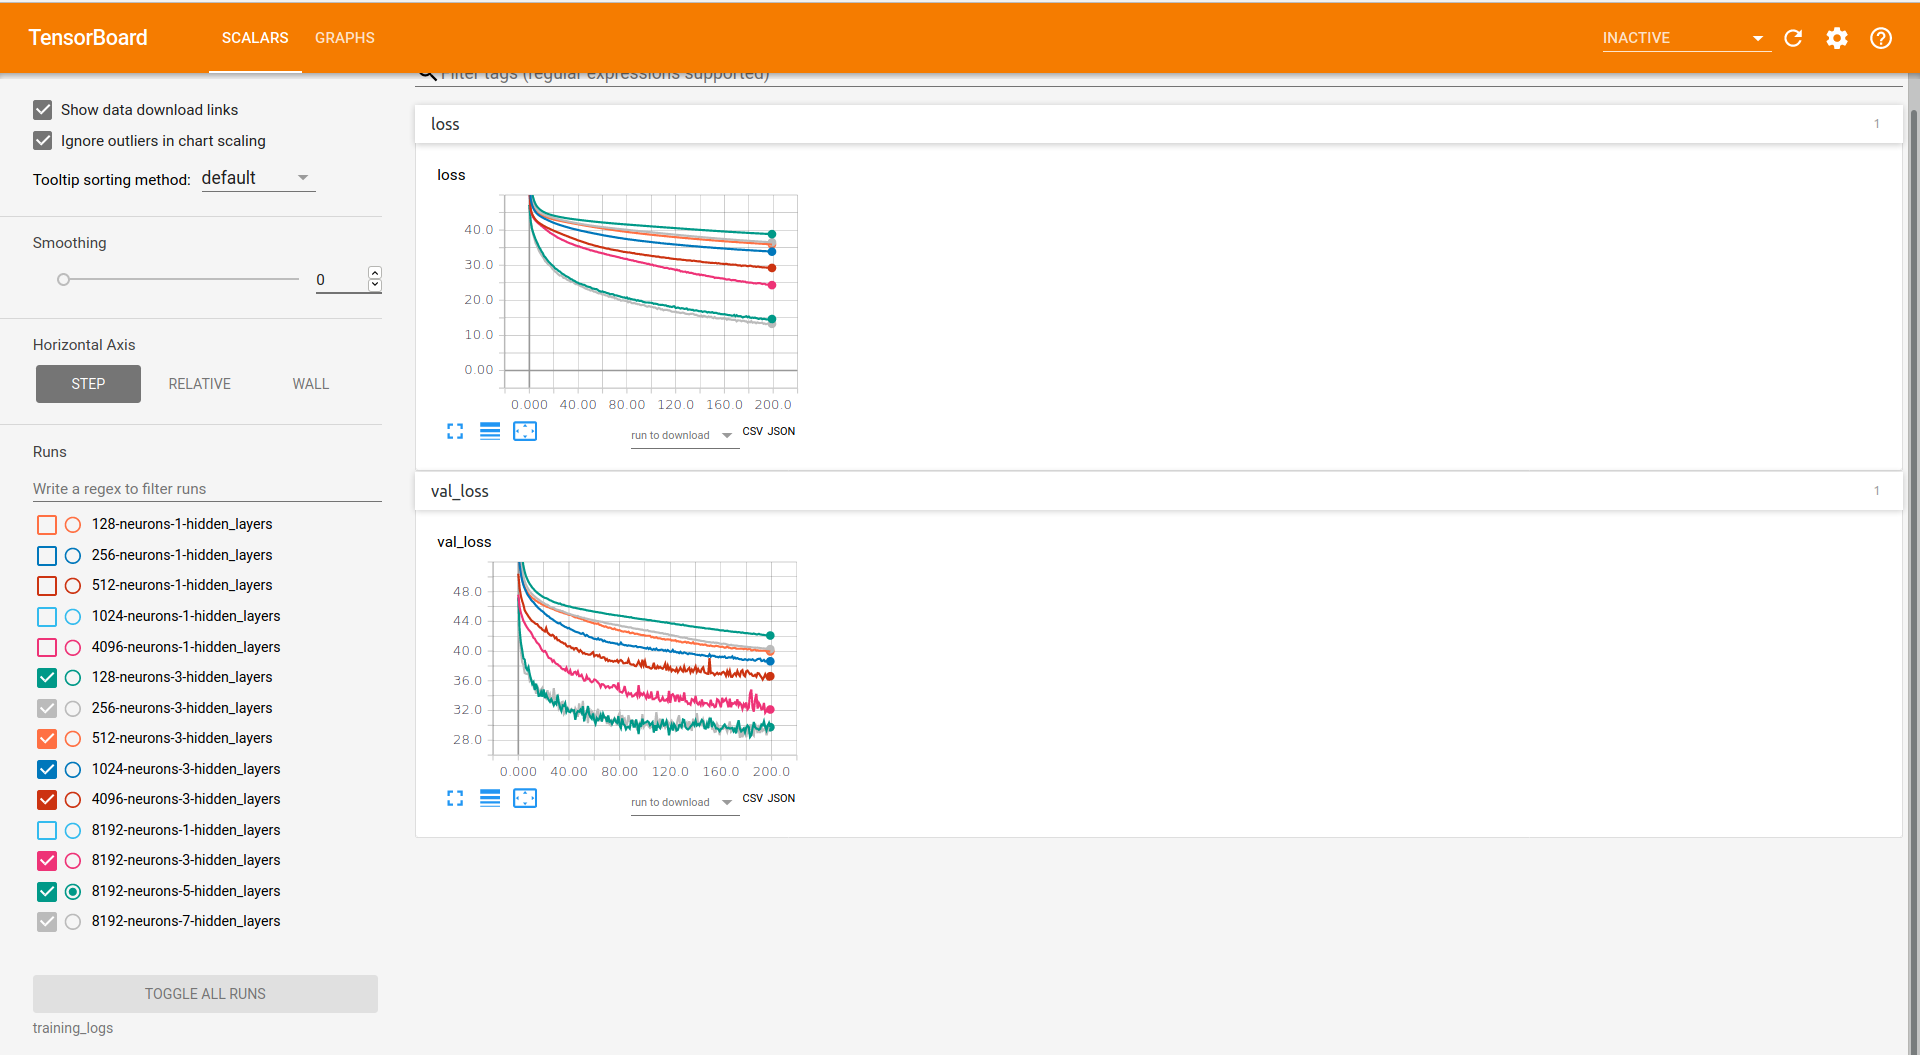 TensorBoard SCALARS GRAPHS INACTIVE
Show data download links
Ignore outliers in chart scaling
Tooltip sorting method: default
Smoothing
0
Horizontal Axis
STEP RELATIVE WALL
Runs
Write a regex to filter runs
128-neurons-1-hidden_layers
256-neurons-1-hidden_layers
512-neurons-1-hidden_layers
1024-neurons-1-hidden_layers
4096-neurons-1-hidden_layers
128-neurons-3-hidden_layers
256-neurons-3-hidden_layers
512-neurons-3-hidden_layers
1024-neurons-3-hidden_layers
4096-neurons-3-hidden_layers
8192-neurons-1-hidden_layers
8192-neurons-3-hidden_layers
8192-neurons-5-hidden_layers
8192-neurons-7-hidden_layers
TOGGLE ALL RUNS
training_logs
Filter tags (regular expressions supported)
loss 1
loss
40.0
30.0
20.0
10.0
0.00
0.000 40.00 80.00 120.0 160.0 200.0
run to download CSV JSON
val_loss 1
val_loss
48.0
44.0
40.0
36.0
32.0
28.0
0.000 40.00 80.00 120.0 160.0 200.0
run to download CSV JSON